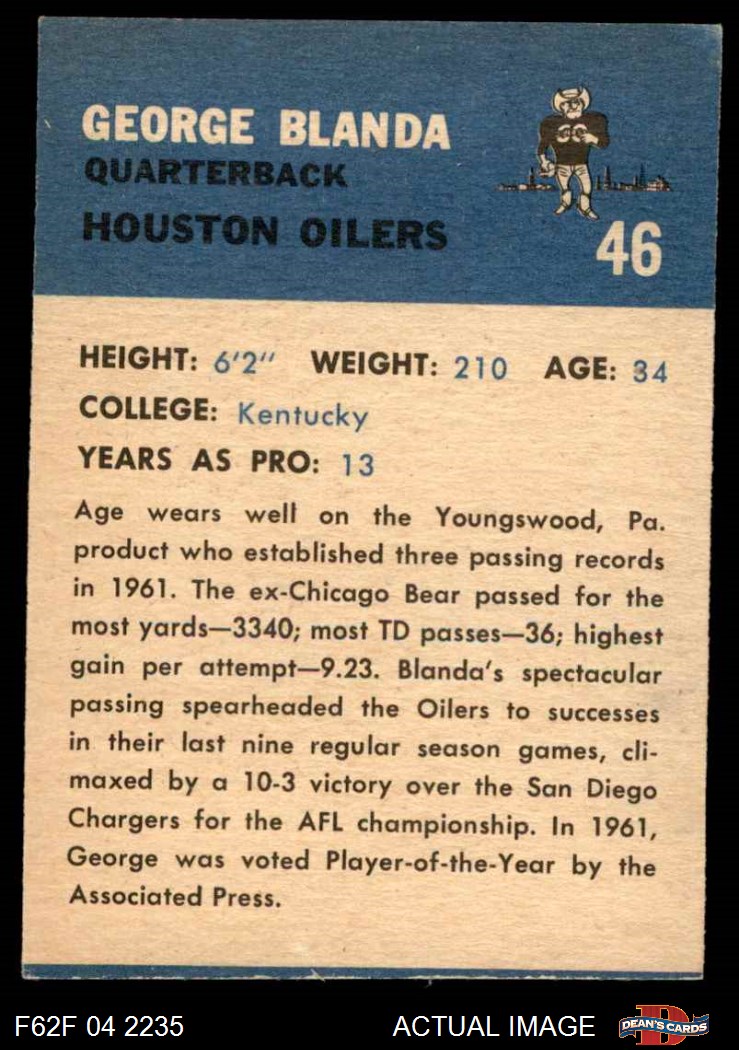 GEORGE BLANDA
QUARTERBACK
HOUSTON OILERS
46
HEIGHT: 6'2" WEIGHT: 210 AGE: 34
COLLEGE: Kentucky
YEARS AS PRO: 13
Age wears well on the Youngswood, Pa.
product who established three passing records
in 1961. The ex-Chicago Bear passed for the
most yards—3340; most TD passes—36; highest
gain per attempt—9.23. Blanda's spectacular
passing spearheaded the Oilers to successes
in their last nine regular season games, cli-
maxed by a 10-3 victory over the San Diego
Chargers for the AFL championship. In 1961,
George was voted Player-of-the-Year by the
Associated Press.
F62F 04 2235 ACTUAL IMAGE D DEAN'S CARDS